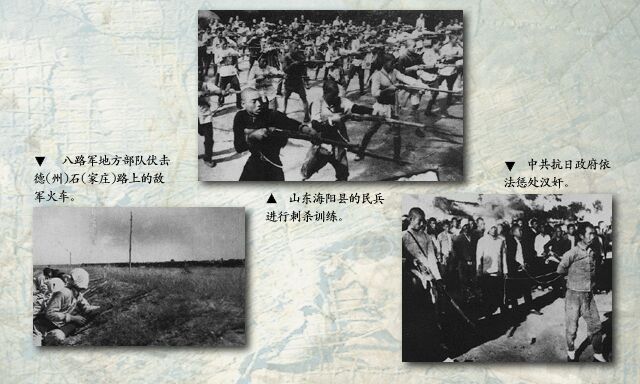 ▼ 八路军地方部队伏击
德(州)石(家庄)路上的敌
军火车。
▲ 山东海阳县的民兵
进行刺杀训练。
▼ 中共抗日政府依
法惩处汉奸。